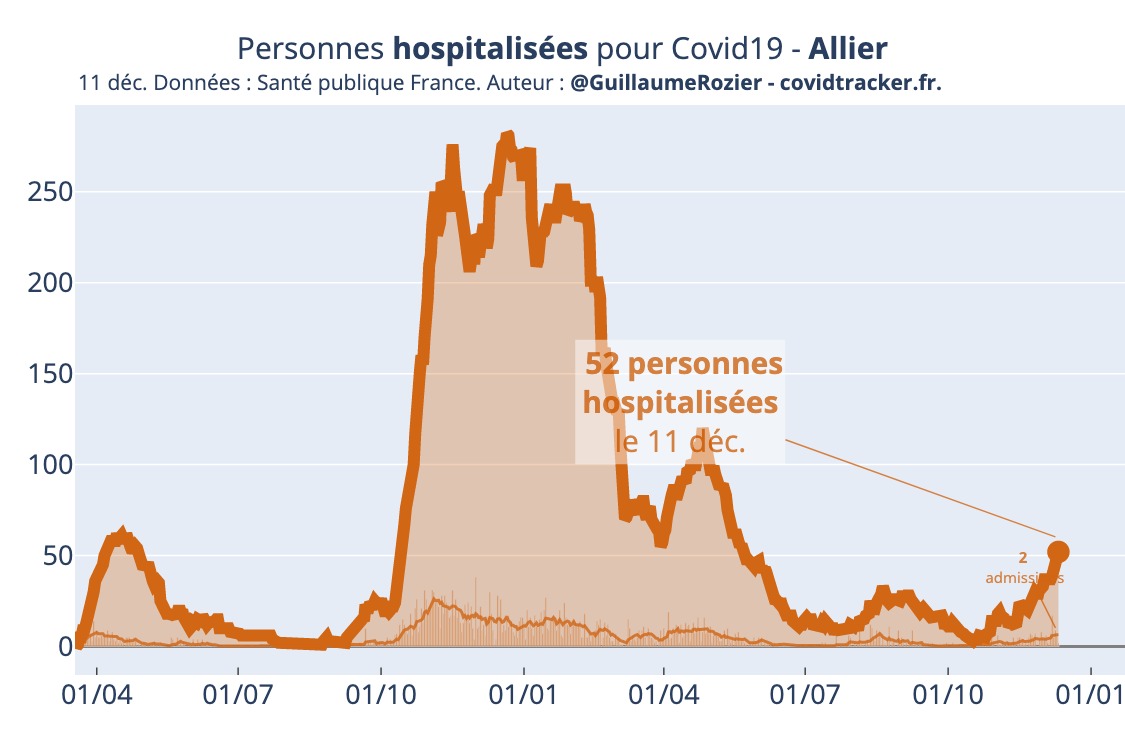 Personnes hospitalisées pour Covid19 - Allier
11 déc. Données : Santé publique France. Auteur : @GuillaumeRozier - covidtracker.fr.
250
200
150
100
50
0
52 personnes
hospitalisées
le 11 déc.
2
admissions
01/04
01/07
01/10
01/01
01/04
01/07
01/10
01/01